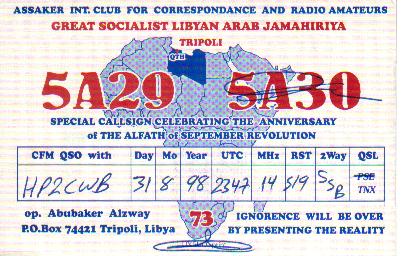 ASSAKER INT. CLUB FOR CORRESPONDANCE AND RADIO AMATEURS
GREAT SOCIALIST LIBYAN ARAB JAMAHIRIYA
TRIPOLI
QTH
5A29 5A30
SPECIAL CALLSIGN CELEBRATING THE ANNIVERSARY
of the ALFATH of SEPTEMBER REVOLUTION
CFM QSO with Day Mo Year UTC MHz RST 2Way QSL
HP2CWB 31 8 98 2347 14 519 SSB PSE
TNX
op. Abubaker Alzway 73 IGNORENCE WILL BE OVER
P.O.Box 74421 Tripoli, Libya BY PRESENTING THE REALITY